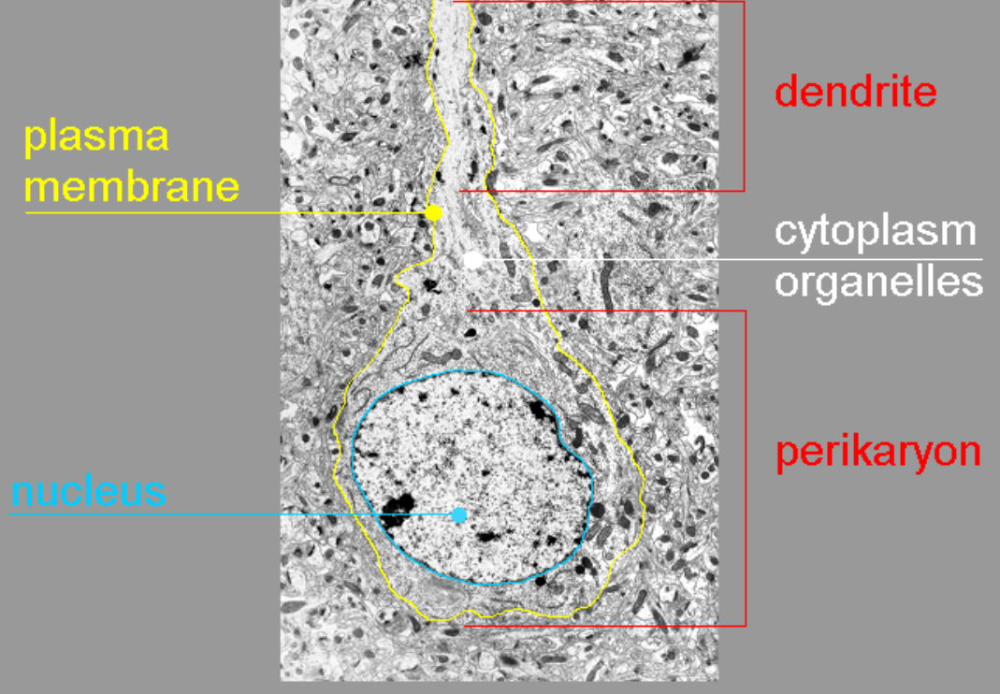 dendrite
plasma
membrane
cytoplasm
organelles
perikaryon
nucleus